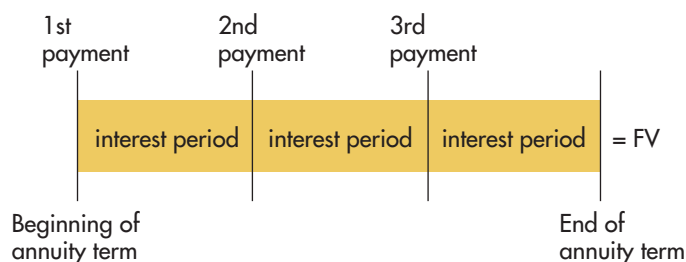 1st
payment
2nd
payment
3rd
payment
interest period
interest period
interest period
= FV
Beginning of
annuity term
End of
annuity term